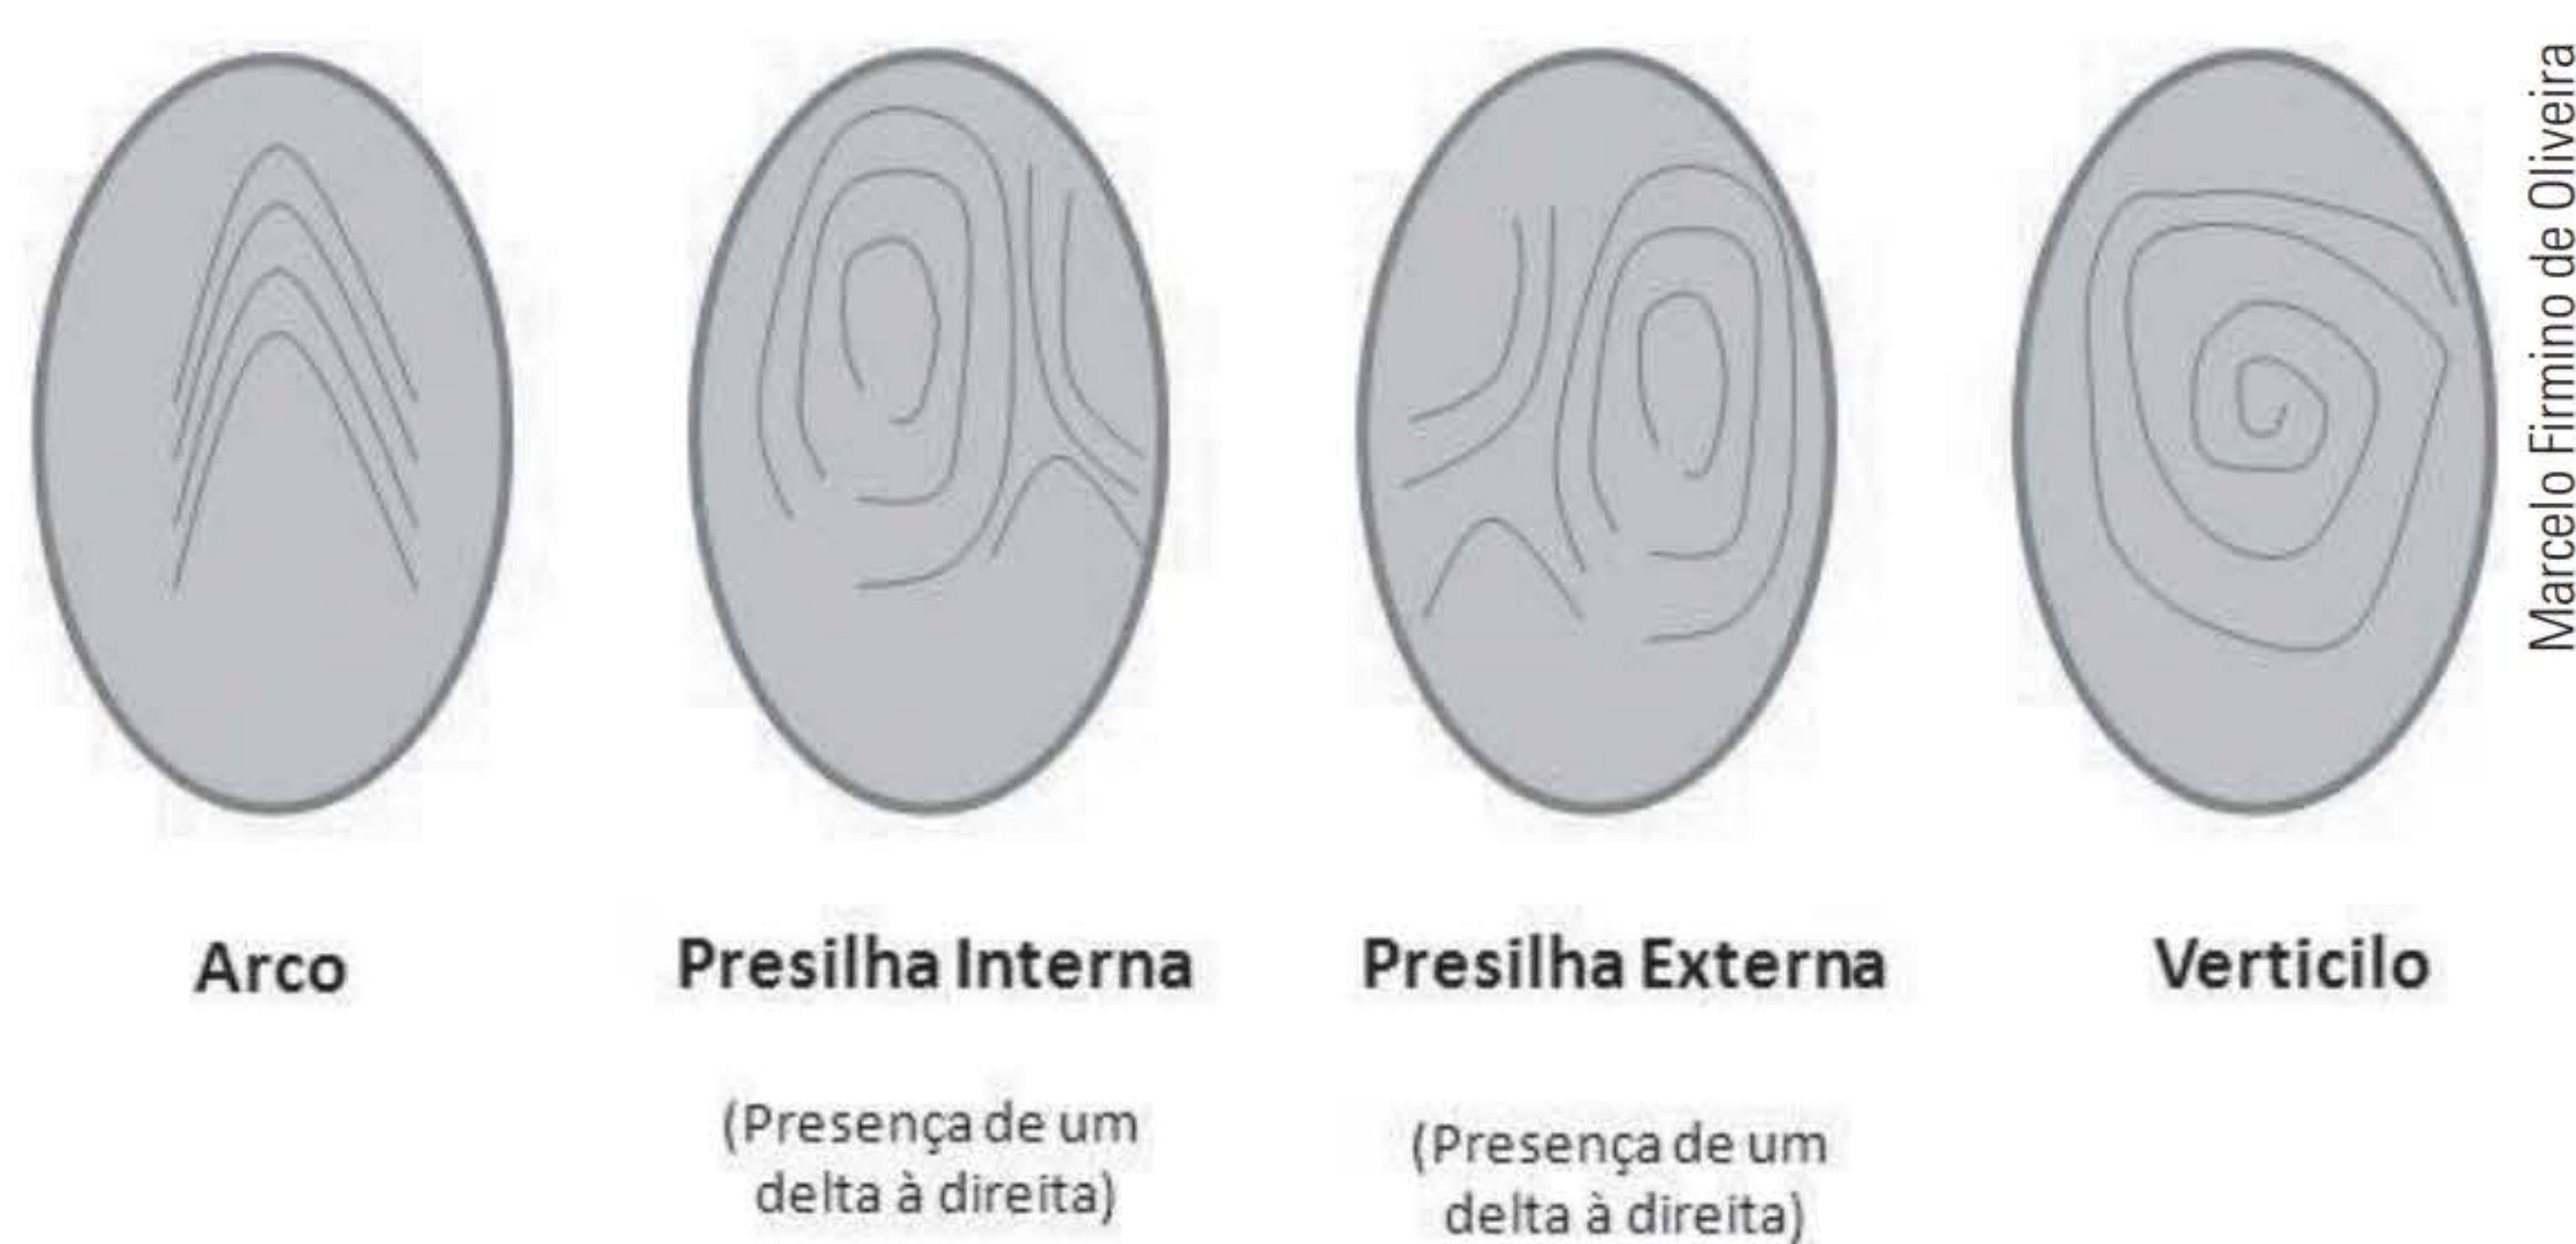 Arco
Presilha Interna
(Presença de um
delta à direita)
Presilha Externa
(Presença de um
delta à direita)
Verticilo
Marcelo Firmino de Oliveira